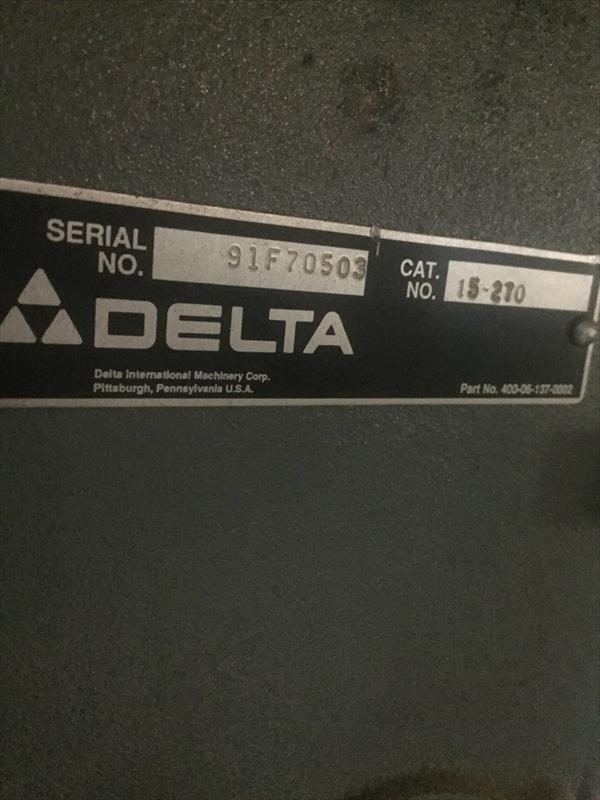 SERIAL NO. 91F70503
CAT. NO. 15-270
DELTA
Delta International Machinery Corp.
Pittsburgh, Pennsylvania U.S.A.
Part No. 400-06-137-0002